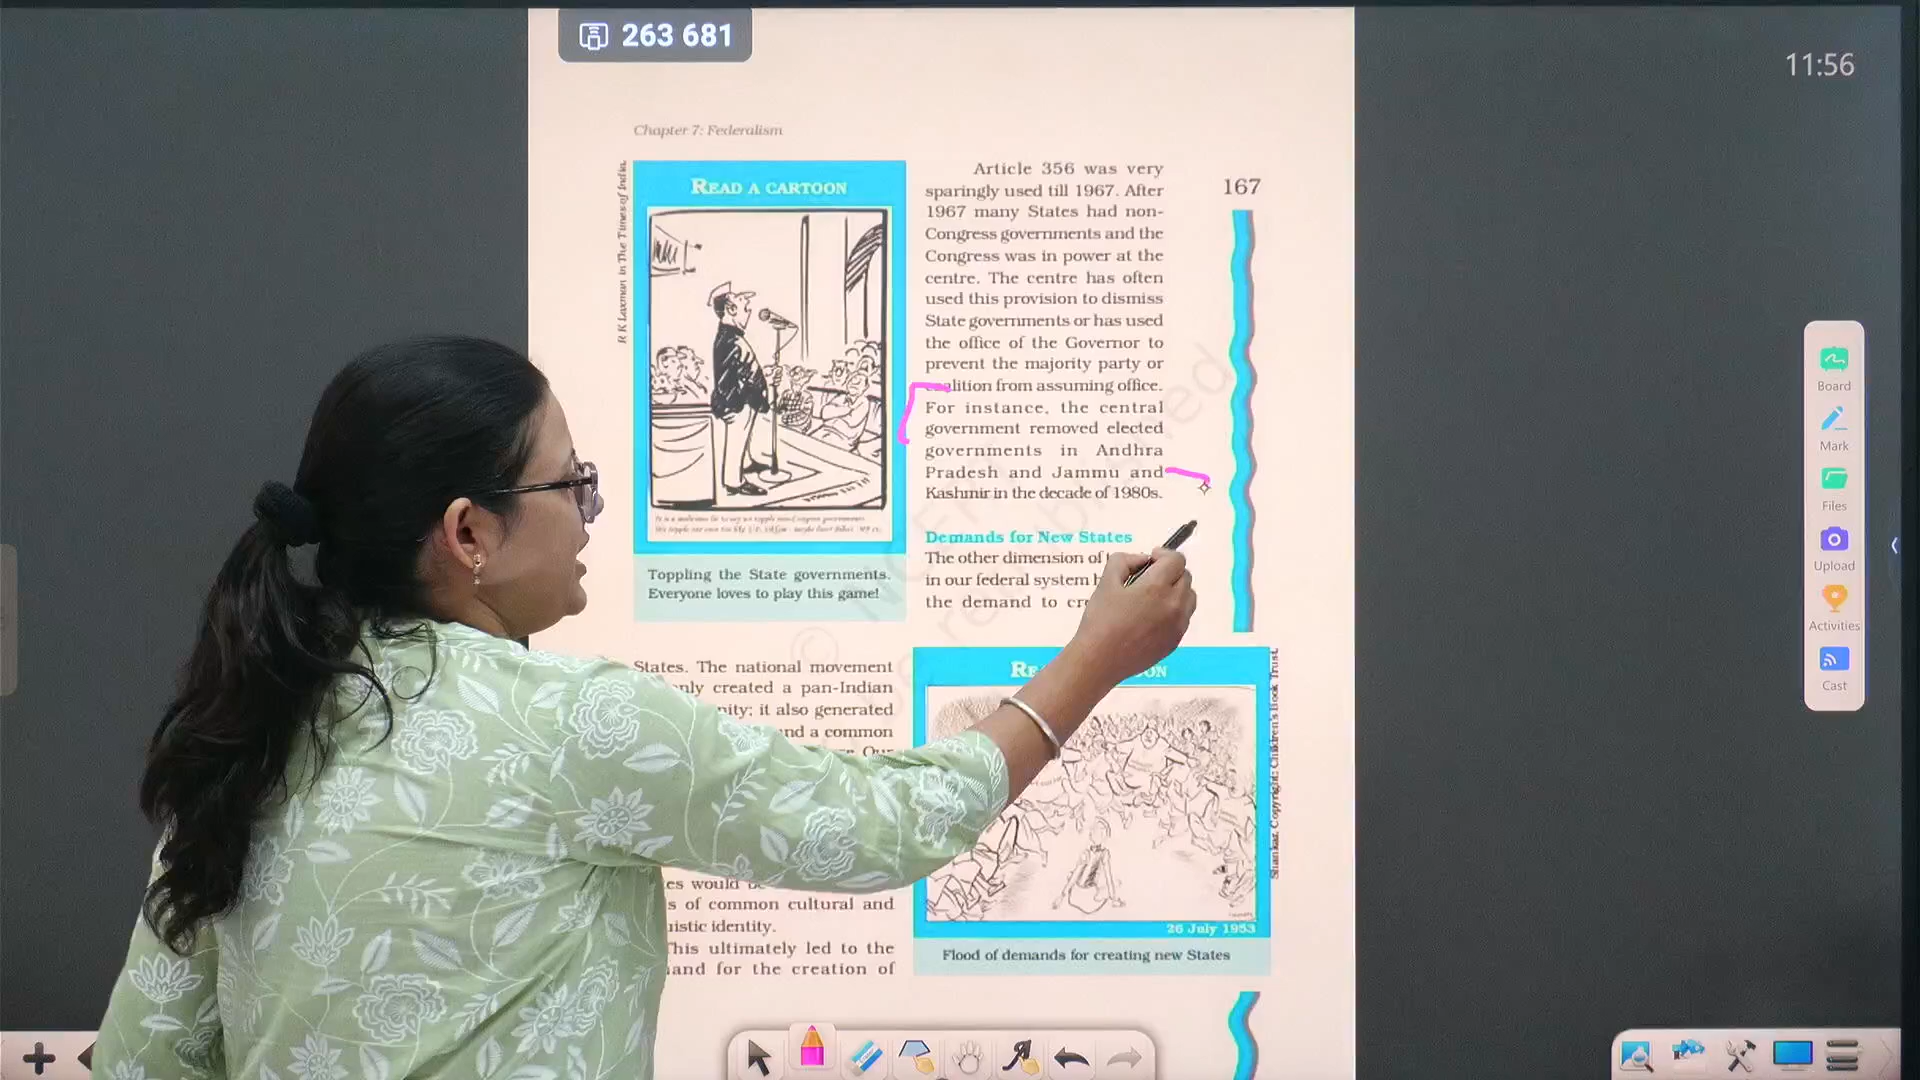 263 681
11:56
Chapter 7: Federalism
167
R K Laxman in The Times of India.
READ A CARTOON
Toppling the State governments.
Everyone loves to play this game!
Article 356 was very
sparingly used till 1967. After
1967 many States had non-
Congress governments and the
Congress was in power at the
centre. The centre has often
used this provision to dismiss
State governments or has used
the office of the Governor to
prevent the majority party or
coalition from assuming office.
For instance, the central
government removed elected
governments in Andhra
Pradesh and Jammu and
Kashmir in the decade of 1980s.
Demands for New States
The other dimension of
in our federal system
the demand to
States. The national movement
created a pan-Indian
it also generated
and a common
Our
would
of common cultural and
identity.
This ultimately led to the
for the creation of
26 July 1953
Flood of demands for creating new States
Shankar. Copyright: Children's Book Trust.
Board
Mark
Files
Upload
Activities
Cast